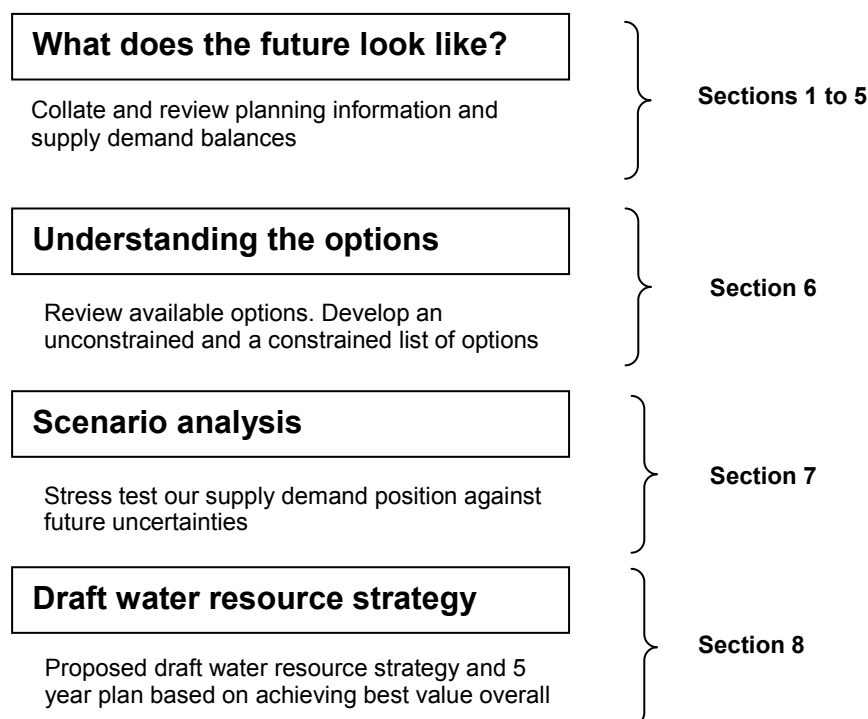 What does the future look like?
Collate and review planning information and
supply demand balances
Sections 1 to 5
Understanding the options
Review available options. Develop an
unconstrained and a constrained list of options
Section 6
Scenario analysis
Stress test our supply demand position against
future uncertainties
Section 7
Draft water resource strategy
Proposed draft water resource strategy and 5
year plan based on achieving best value overall
Section 8